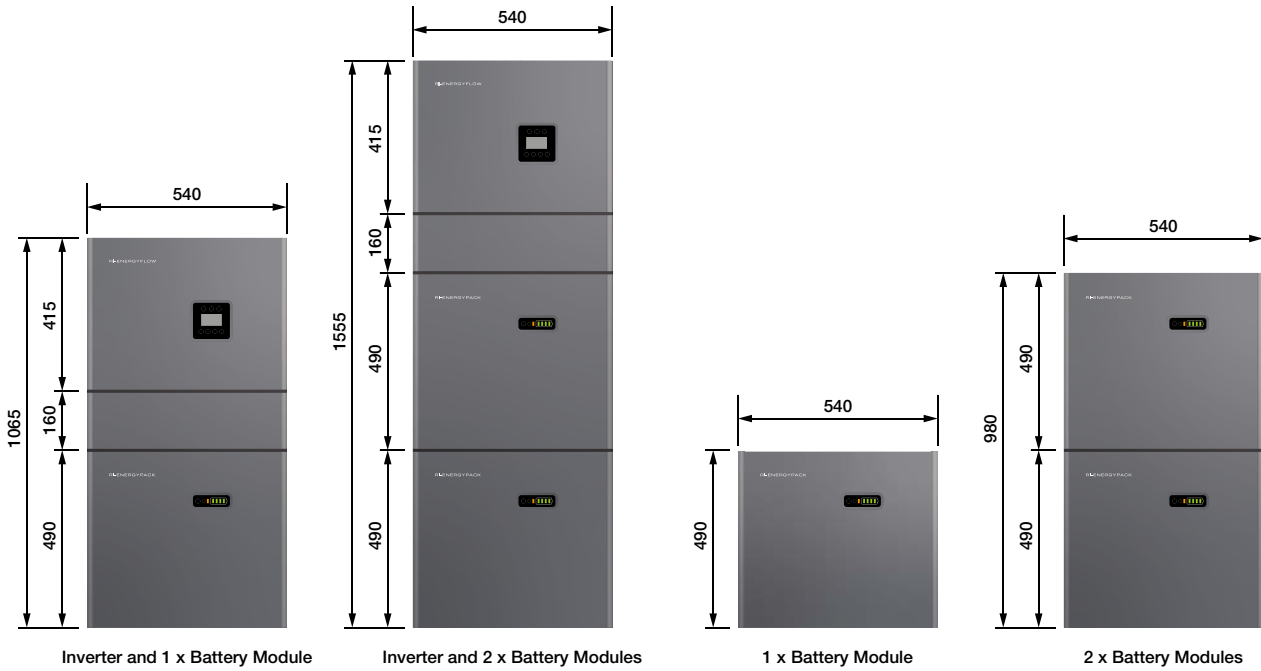 540
415
160
490
1065
R-ENERGYFLOW
R-ENERGYPACK
Inverter and 1 x Battery Module
540
415
160
490
490
1555
R-ENERGYFLOW
R-ENERGYPACK
R-ENERGYPACK
Inverter and 2 x Battery Modules
540
490
R-ENERGYPACK
1 x Battery Module
540
490
490
980
R-ENERGYPACK
R-ENERGYPACK
2 x Battery Modules